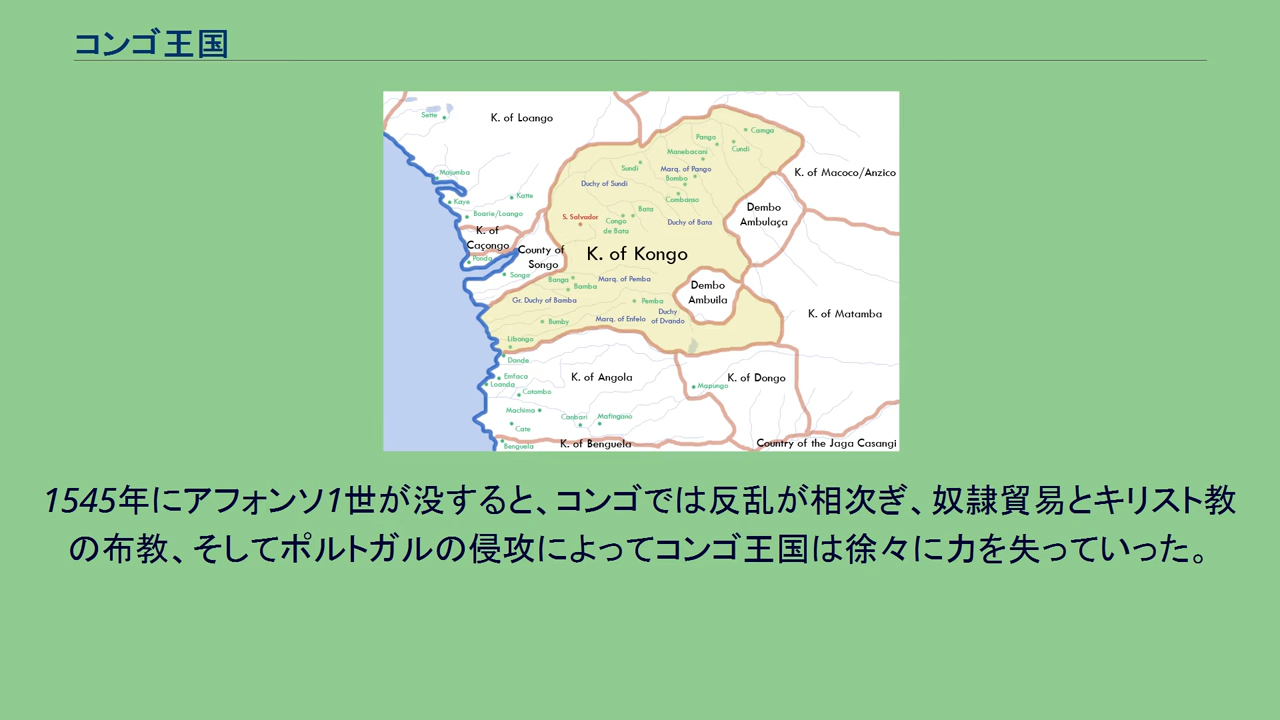 コンゴ王国
Sette
K. of Loango
Camga
Pango
Cundi
Manebacani
Sundi
Marq. of Pango
K. of Macoco/Anzico
Majumba
Bombo
Duchy of Sundi
Katte
Combanso
Kaye
Bata
Dembo
Ambulaça
Boarie/Loango
S. Salvador
Congo
de Bata
Duchy of Bata
K. of
Caçongo
County of
Songo
K. of Kongo
Songo
Banga
Marq. of Pemba
Bamba
Dembo
Ambuila
Gr. Duchy of Bamba
Pemba
Duchy
of Ovando
K. of Matamba
Bumby
Marq. of Enfelo
Libongo
Dande
Emfaca
K. of Angola
K. of Dongo
Loanda
Mapungo
Catombo
Machima
Canbari
Mafingano
Cate
Benguela
K. of Benguela
Country of the Jaga Casangi
1545年にアフォンソ1世が没すると、コンゴでは反乱が相次ぎ、奴隷貿易とキリスト教
の布教、そしてポルトガルの侵攻によってコンゴ王国は徐々に力を失っていった。